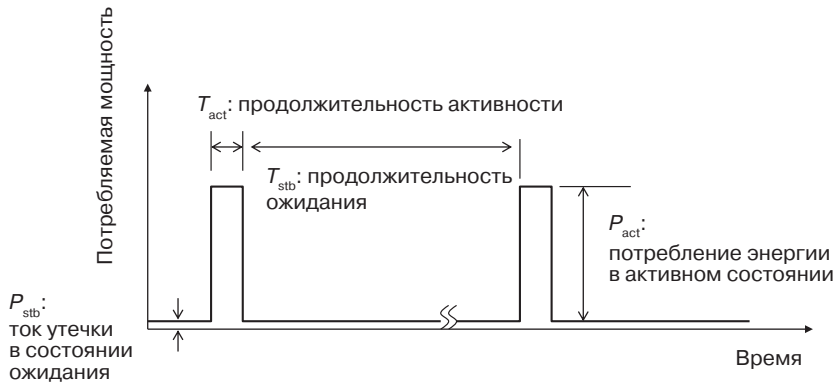 Потребляемая мощность
T_act: продолжительность активности
T_stb: продолжительность
ожидания
P_act:
потребление энергии
в активном состоянии
P_stb:
ток утечки
в состоянии
ожидания
Время